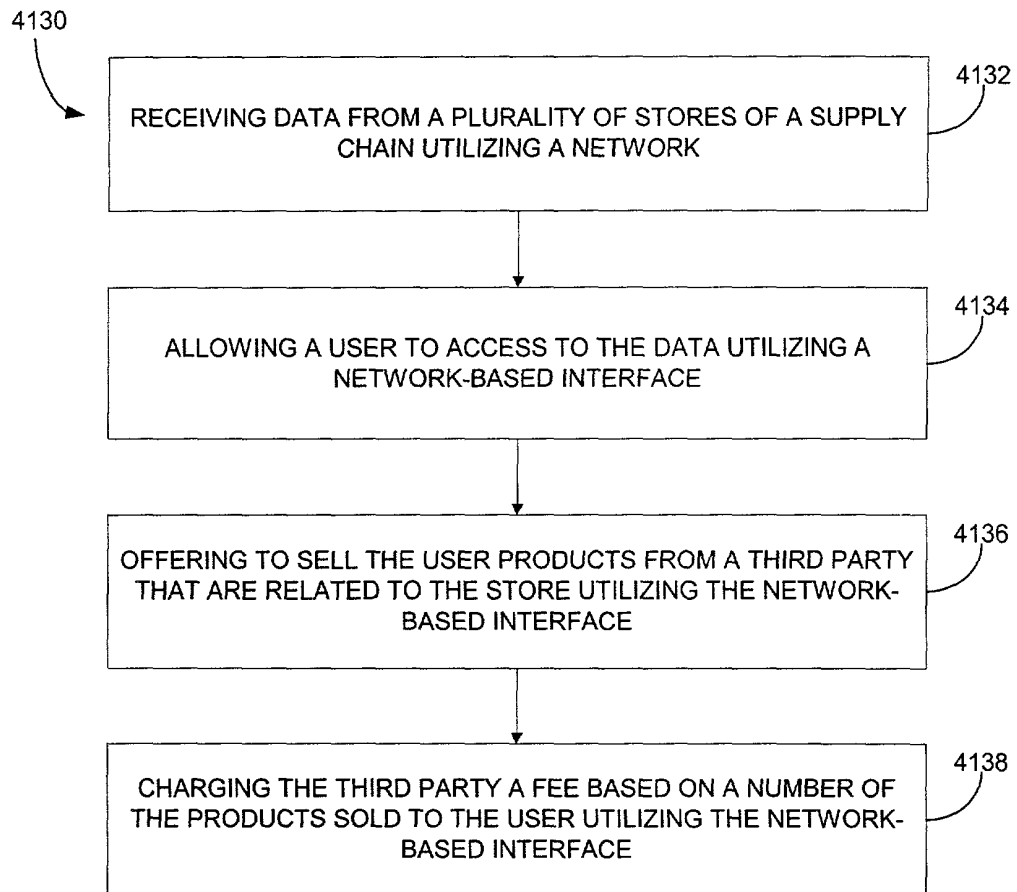 4130
4132
RECEIVING DATA FROM A PLURALITY OF STORES OF A SUPPLY
CHAIN UTILIZING A NETWORK
4134
ALLOWING A USER TO ACCESS TO THE DATA UTILIZING A
NETWORK-BASED INTERFACE
4136
OFFERING TO SELL THE USER PRODUCTS FROM A THIRD PARTY
THAT ARE RELATED TO THE STORE UTILIZING THE NETWORK-
BASED INTERFACE
4138
CHARGING THE THIRD PARTY A FEE BASED ON A NUMBER OF
THE PRODUCTS SOLD TO THE USER UTILIZING THE NETWORK-
BASED INTERFACE